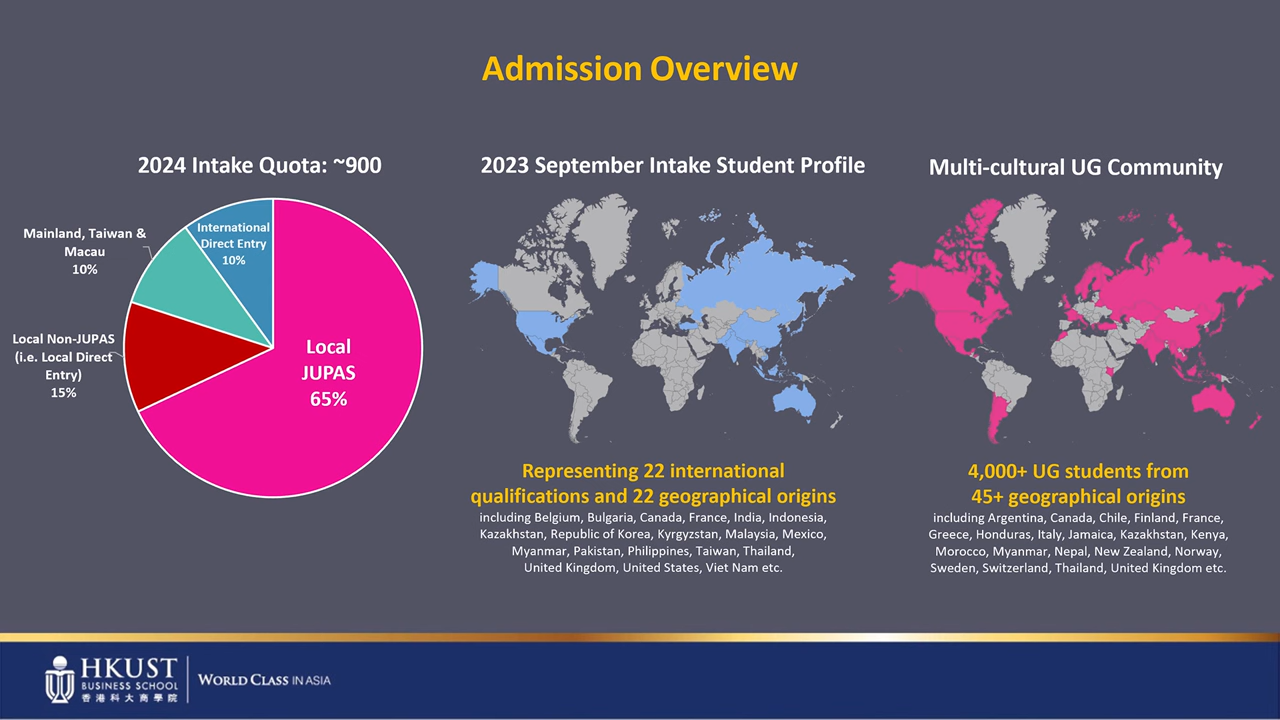 Admission Overview
2024 Intake Quota: ~900
Mainland, Taiwan &
Macau
10%
International
Direct Entry
10%
Local Non-JUPAS
(i.e. Local Direct
Entry)
15%
Local
JUPAS
65%
2023 September Intake Student Profile
Representing 22 international
qualifications and 22 geographical origins
including Belgium, Bulgaria, Canada, France, India, Indonesia,
Kazakhstan, Republic of Korea, Kyrgyzstan, Malaysia, Mexico,
Myanmar, Pakistan, Philippines, Taiwan, Thailand,
United Kingdom, United States, Viet Nam etc.
Multi-cultural UG Community
4,000+ UG students from
45+ geographical origins
including Argentina, Canada, Chile, Finland, France,
Greece, Honduras, Italy, Jamaica, Kazakhstan, Kenya,
Morocco, Myanmar, Nepal, New Zealand, Norway,
Sweden, Switzerland, Thailand, United Kingdom etc.
HKUST
BUSINESS SCHOOL
香港科大商學院
WORLD CLASS IN ASIA